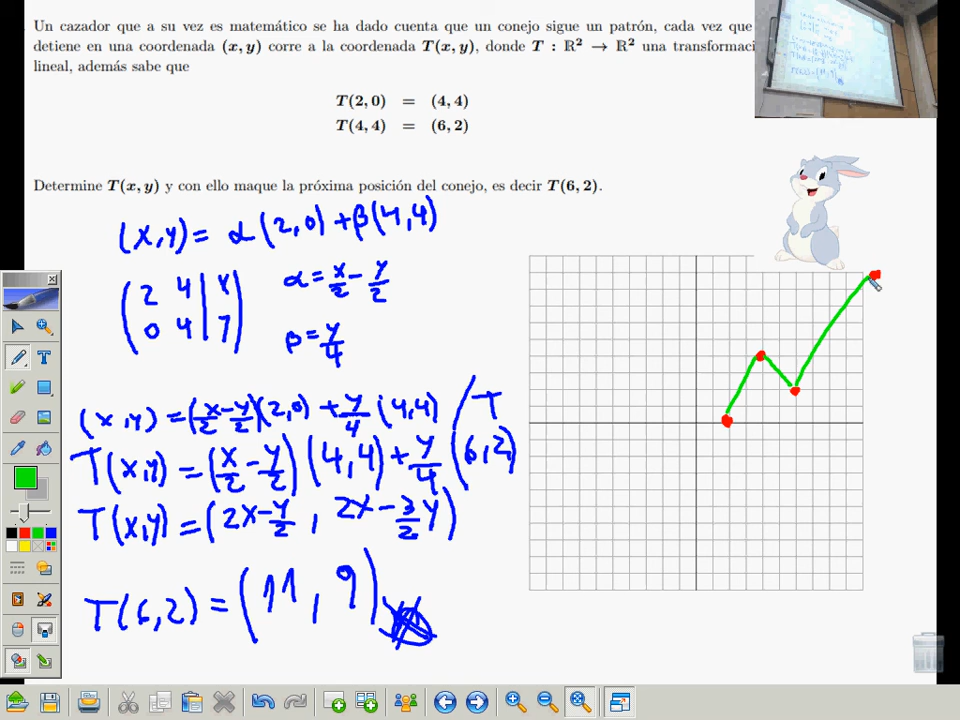 Un cazador que a su vez es matemático se ha dado cuenta que un conejo sigue un patrón, cada vez que
detiene en una coordenada (x, y) corre a la coordenada T(x, y), donde T : ℝ² → ℝ² una transformaci
lineal, además sabe que
T(2, 0) = (4, 4)
T(4, 4) = (6, 2)
Determine T(x, y) y con ello maque la próxima posición del conejo, es decir T(6, 2).
(x,y) = α(2,0) + β(4,4)
(2 4 | x
0 4 | y)
α = x/2 - y/2
β = y/4
(x,y) = (x/2 - y/2)(2,0) + y/4 (4,4) / T
T(x,y) = (x/2 - y/2)(4,4) + y/4 (6,2)
T(x,y) = (2x - y/2, 2x - 3/2 y)
T(6,2) = (11, 9)